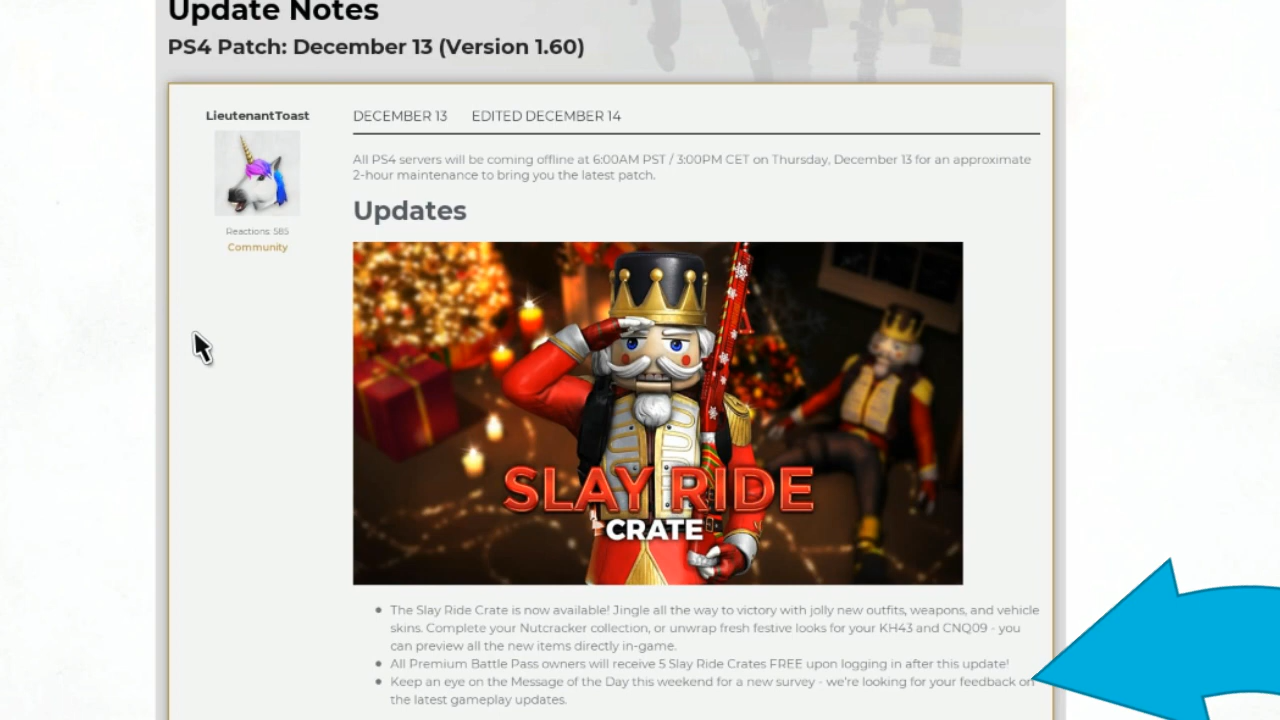 Update Notes
PS4 Patch: December 13 (Version 1.60)
LieutenantToast
DECEMBER 13 EDITED DECEMBER 14
All PS4 servers will be coming offline at 6:00AM PST / 3:00PM CET on Thursday, December 13 for an approximate
2-hour maintenance to bring you the latest patch.
Updates
Reactions: 585
Community
SLAY RIDE
CRATE
The Slay Ride Crate is now available! Jingle all the way to victory with jolly new outfits, weapons, and vehicle
skins. Complete your Nutcracker collection, or unwrap fresh festive looks for your KH43 and CNQ09 - you
can preview all the new items directly in-game.
All Premium Battle Pass owners will receive 5 Slay Ride Crates FREE upon logging in after this update!
Keep an eye on the Message of the Day this weekend for a new survey - we're looking for your feedback on
the latest gameplay updates.